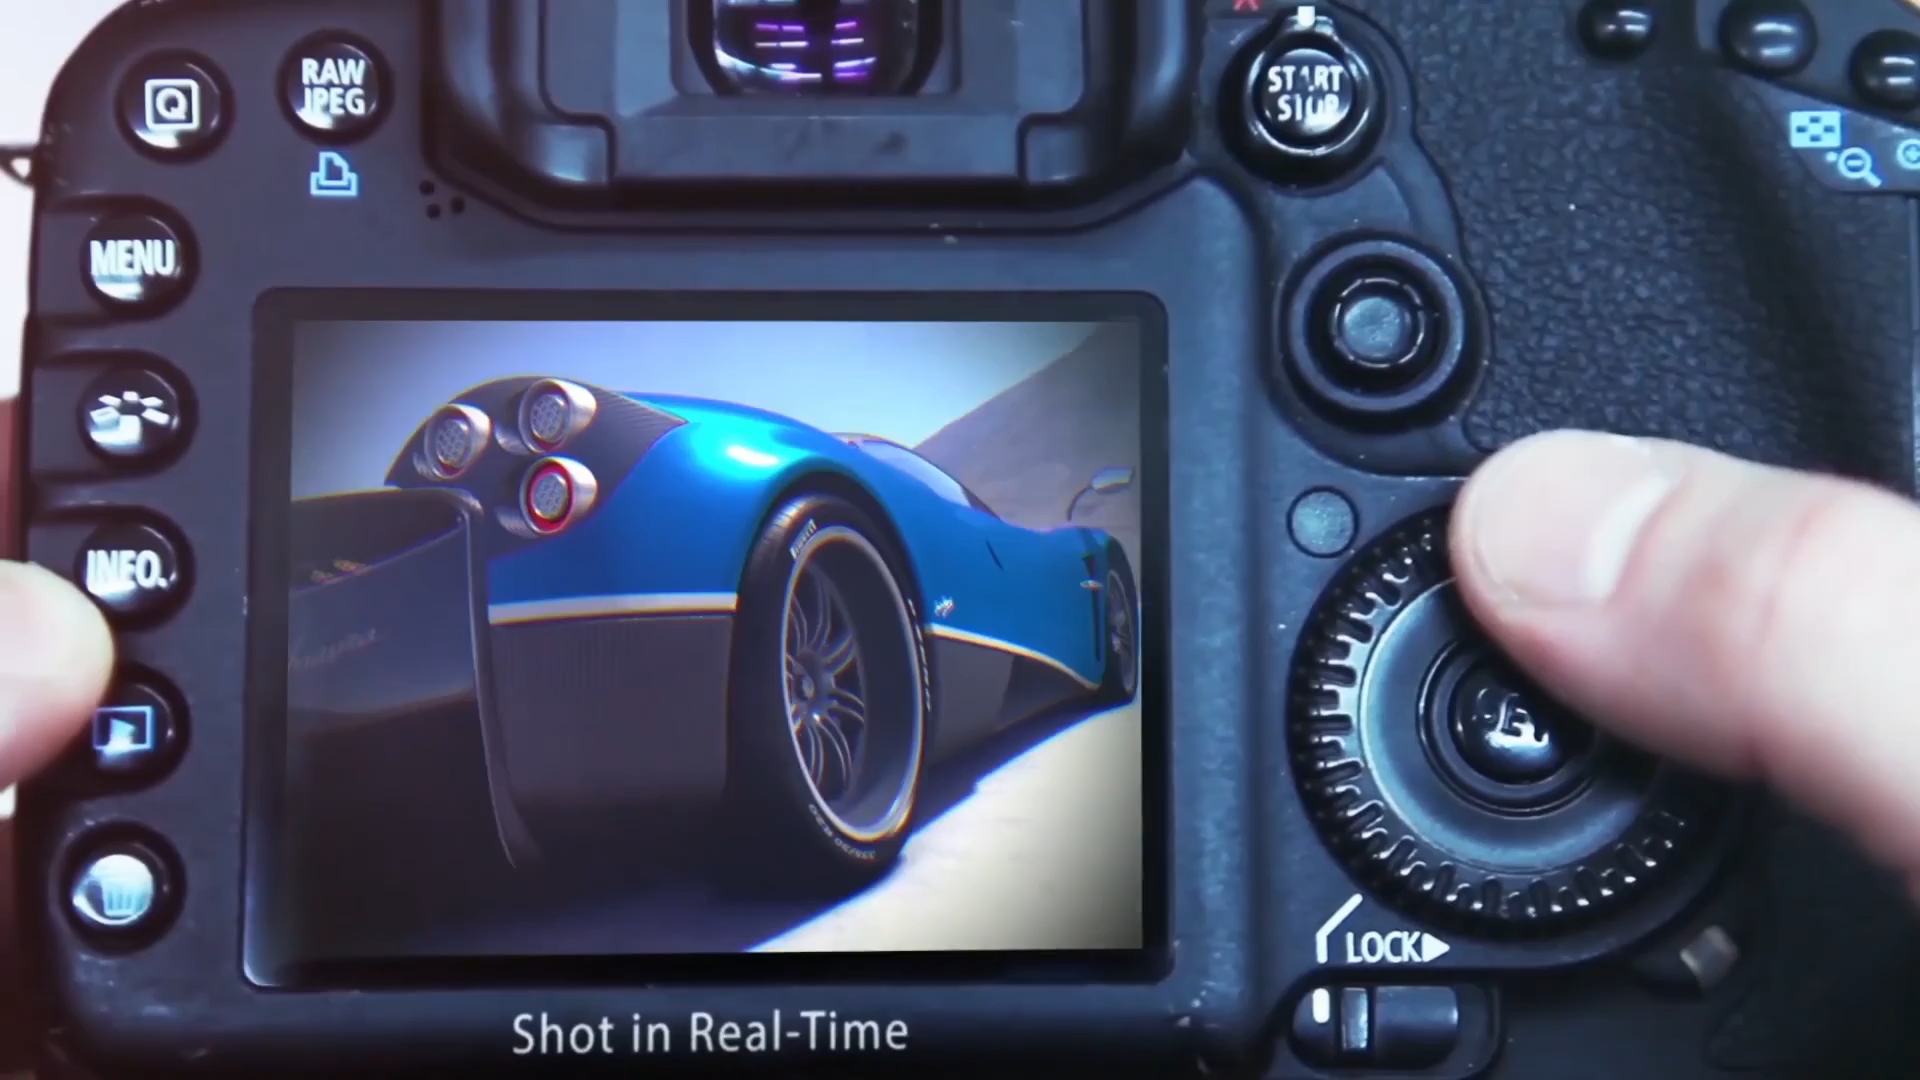 Q
RAW
JPEG
START
STOP
MENU
INFO.
LOCK
Shot in Real-Time